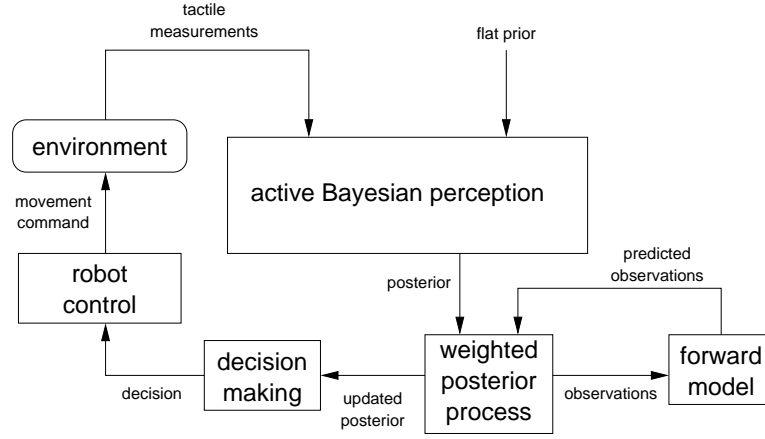 tactile
measurements
flat prior
environment
active Bayesian perception
movement
command
predicted
observations
robot
control
posterior
decision
making
weighted
posterior
process
forward
model
decision
updated
posterior
observations